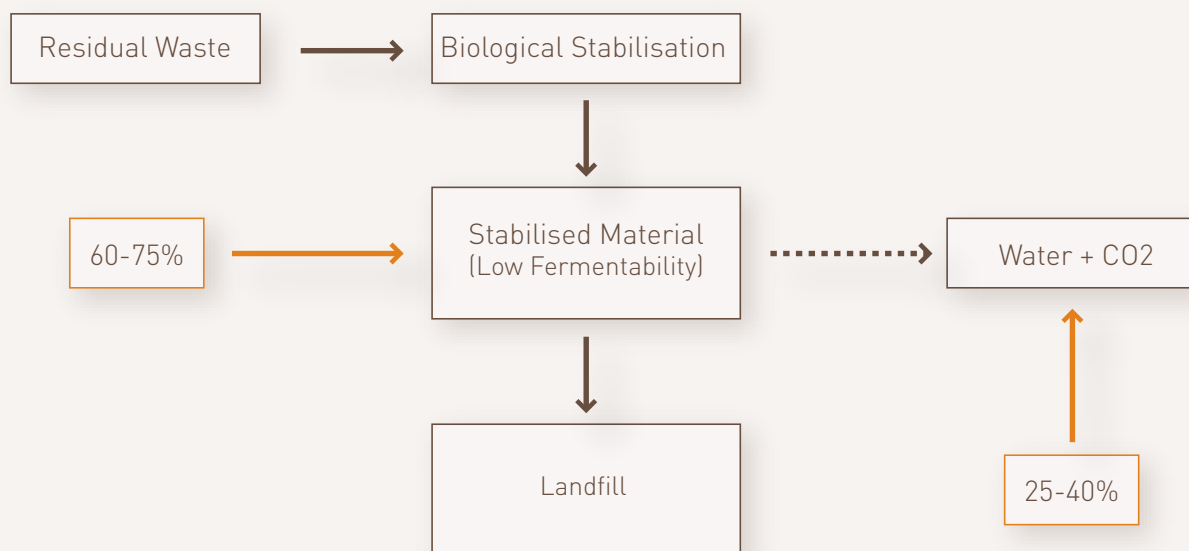 Residual Waste
Biological Stabilisation
60-75%
Stabilised Material
(Low Fermentability)
Water + CO2
Landfill
25-40%